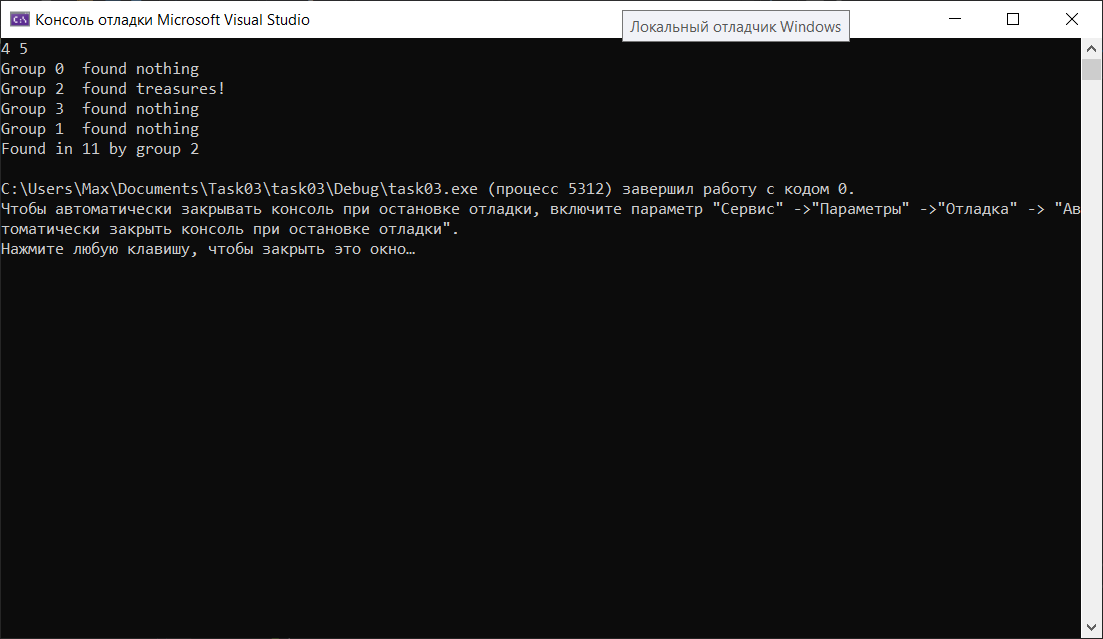 Консоль отладки Microsoft Visual Studio
Локальный отладчик Windows
4 5
Group 0  found nothing
Group 2  found treasures!
Group 3  found nothing
Group 1  found nothing
Found in 11 by group 2
C:\Users\Max\Documents\Task03\task03\Debug\task03.exe (процесс 5312) завершил работу с кодом 0.
Чтобы автоматически закрывать консоль при остановке отладки, включите параметр "Сервис" ->"Параметры" ->"Отладка" -> "Ав
томатически закрыть консоль при остановке отладки".
Нажмите любую клавишу, чтобы закрыть это окно…